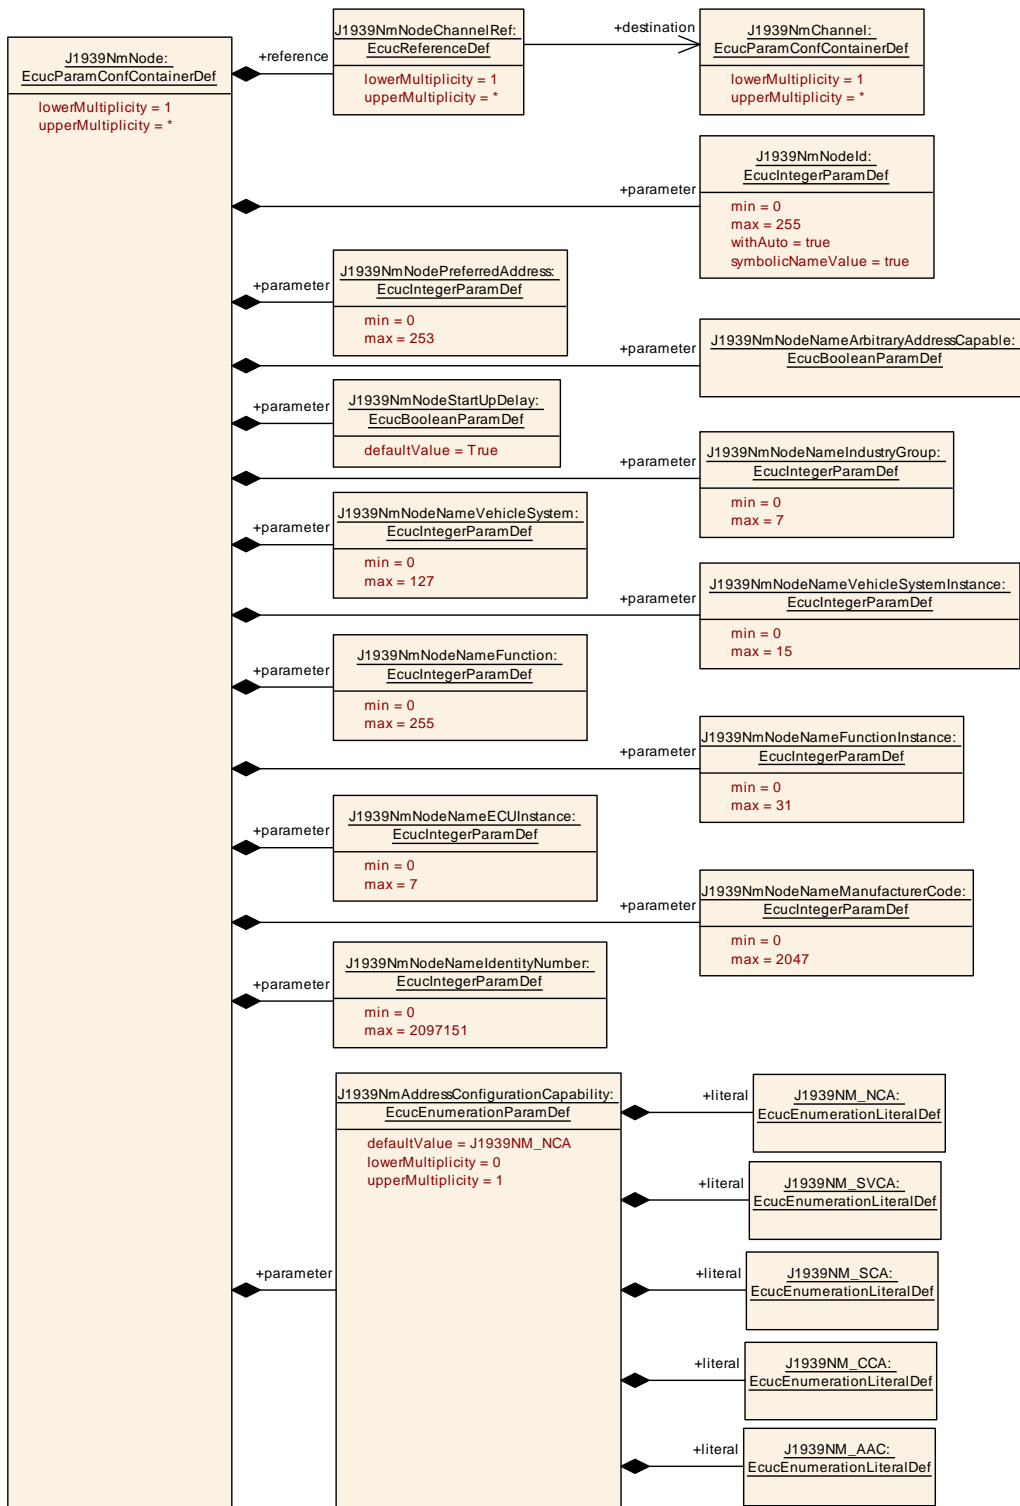 J1939NmNode:
EcucParamConfContainerDef
lowerMultiplicity = 1
upperMultiplicity = *
+reference
J1939NmNodeChannelRef:
EcucReferenceDef
lowerMultiplicity = 1
upperMultiplicity = *
+destination
J1939NmChannel:
EcucParamConfContainerDef
lowerMultiplicity = 1
upperMultiplicity = *
+parameter
J1939NmNodeId:
EcucIntegerParamDef
min = 0
max = 255
withAuto = true
symbolicNameValue = true
+parameter
J1939NmNodePreferredAddress:
EcucIntegerParamDef
min = 0
max = 253
+parameter
J1939NmNodeNameArbitraryAddressCapable:
EcucBooleanParamDef
+parameter
J1939NmNodeStartUpDelay:
EcucBooleanParamDef
defaultValue = True
+parameter
J1939NmNodeNameIndustryGroup:
EcucIntegerParamDef
min = 0
max = 7
+parameter
J1939NmNodeNameVehicleSystem:
EcucIntegerParamDef
min = 0
max = 127
+parameter
J1939NmNodeNameVehicleSystemInstance:
EcucIntegerParamDef
min = 0
max = 15
+parameter
J1939NmNodeNameFunction:
EcucIntegerParamDef
min = 0
max = 255
+parameter
J1939NmNodeNameFunctionInstance:
EcucIntegerParamDef
min = 0
max = 31
+parameter
J1939NmNodeNameECUInstance:
EcucIntegerParamDef
min = 0
max = 7
+parameter
J1939NmNodeNameManufacturerCode:
EcucIntegerParamDef
min = 0
max = 2047
+parameter
J1939NmNodeNameIdentityNumber:
EcucIntegerParamDef
min = 0
max = 2097151
+parameter
J1939NmAddressConfigurationCapability:
EcucEnumerationParamDef
defaultValue = J1939NM_NCA
lowerMultiplicity = 0
upperMultiplicity = 1
+literal
J1939NM_NCA:
EcucEnumerationLiteralDef
+literal
J1939NM_SVCA:
EcucEnumerationLiteralDef
+literal
J1939NM_SCA:
EcucEnumerationLiteralDef
+literal
J1939NM_CCA:
EcucEnumerationLiteralDef
+literal
J1939NM_AAC:
EcucEnumerationLiteralDef